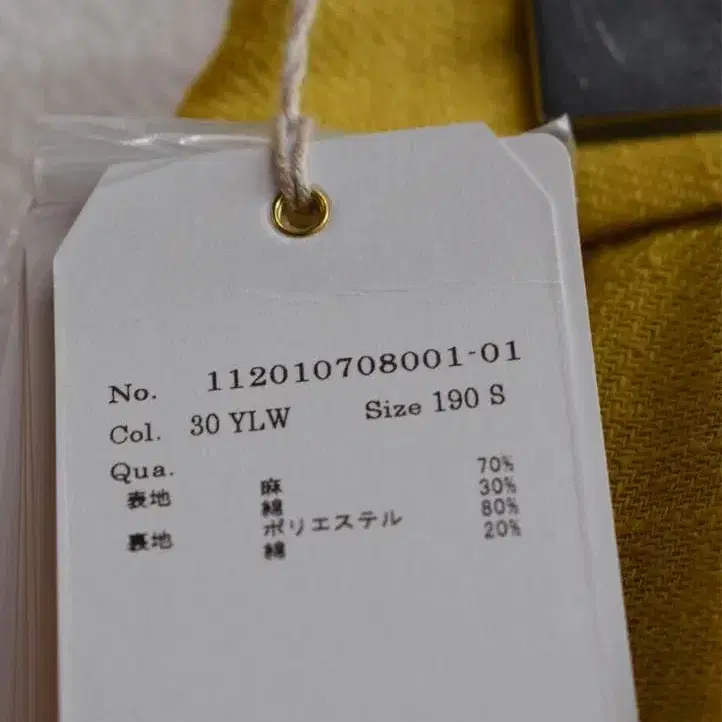 No. 112010708001-01
Col. 30 YLW Size 190 S
Qua.
表地 麻 70%
綿 30%
裏地 ポリエステル 80%
綿 20%